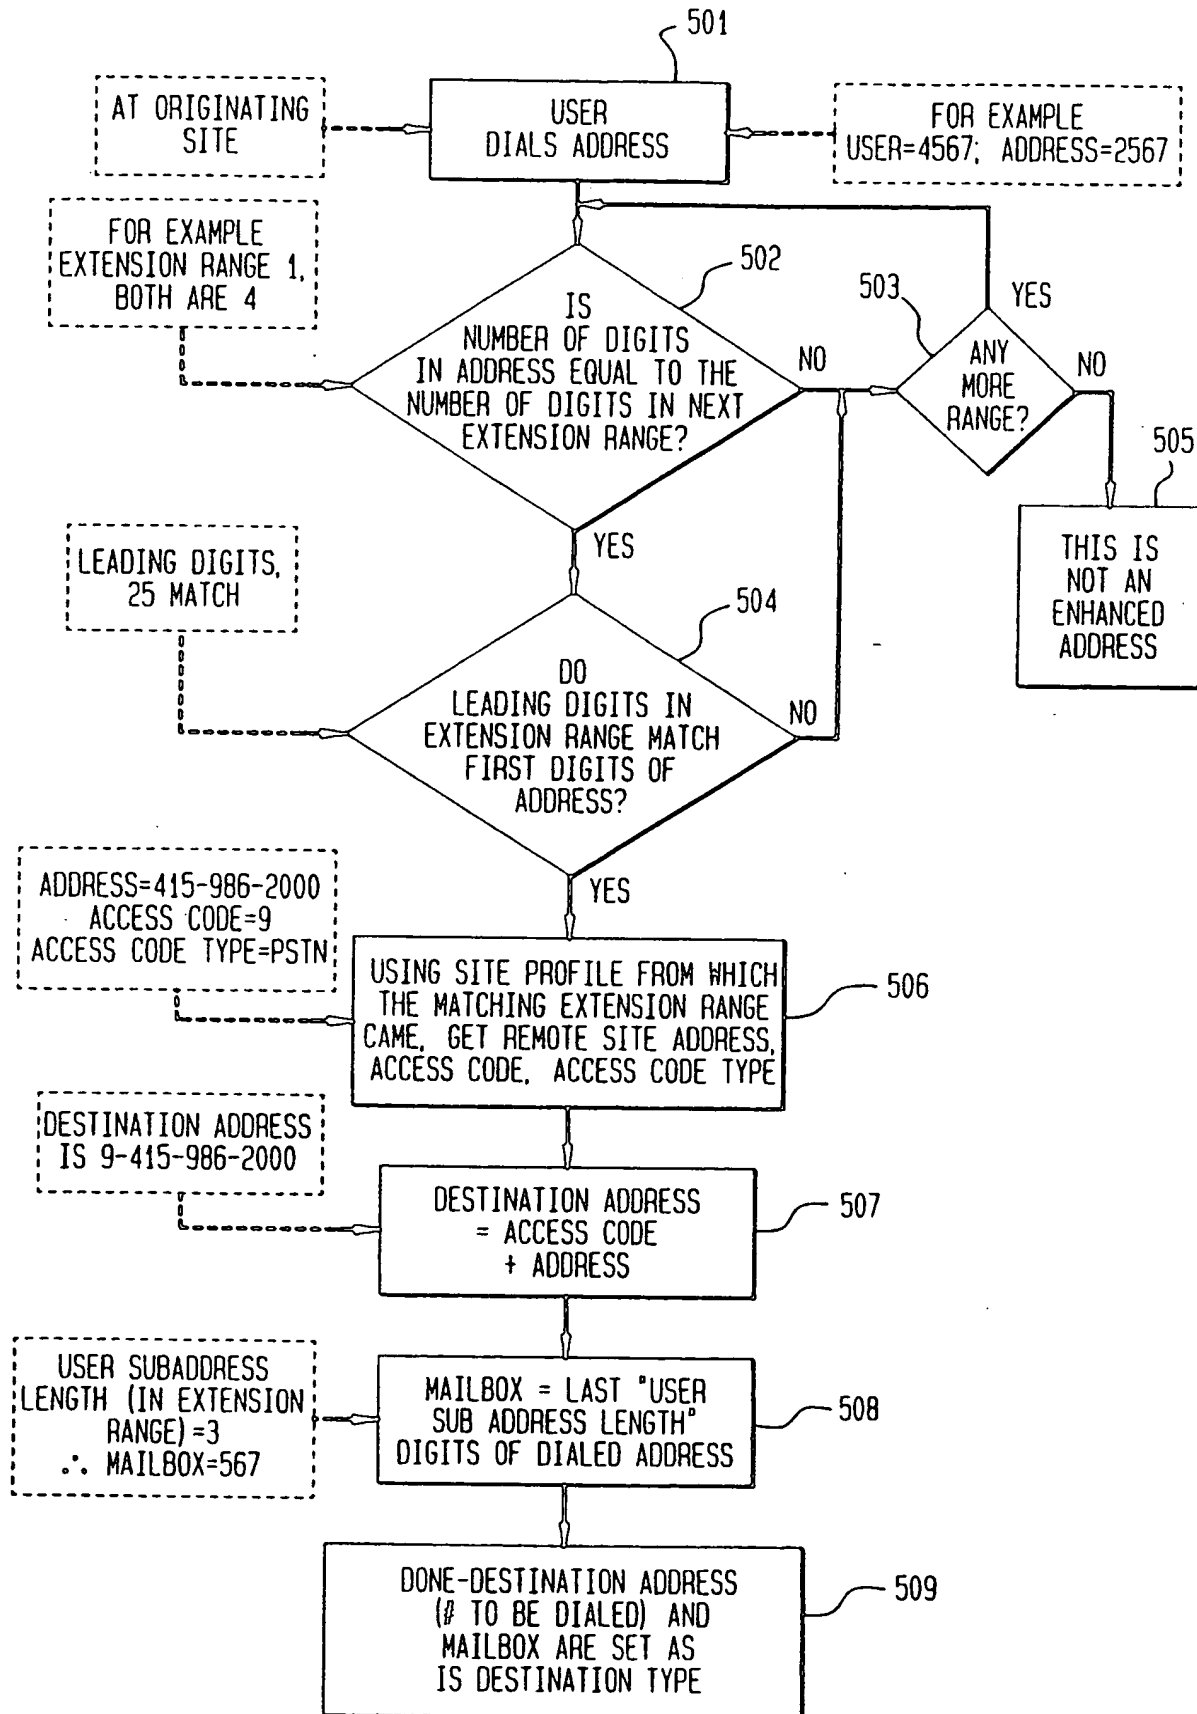 501
AT ORIGINATING
SITE
USER
DIALS ADDRESS
FOR EXAMPLE
USER=4567; ADDRESS=2567
FOR EXAMPLE
EXTENSION RANGE 1,
BOTH ARE 4
502
IS
NUMBER OF DIGITS
IN ADDRESS EQUAL TO THE
NUMBER OF DIGITS IN NEXT
EXTENSION RANGE?
NO
YES
503
YES
ANY
MORE
RANGE?
NO
505
THIS IS
NOT AN
ENHANCED
ADDRESS
LEADING DIGITS,
25 MATCH
504
DO
LEADING DIGITS IN
EXTENSION RANGE MATCH
FIRST DIGITS OF
ADDRESS?
NO
YES
ADDRESS=415-986-2000
ACCESS CODE=9
ACCESS CODE TYPE=PSTN
USING SITE PROFILE FROM WHICH
THE MATCHING EXTENSION RANGE
CAME, GET REMOTE SITE ADDRESS,
ACCESS CODE, ACCESS CODE TYPE
506
DESTINATION ADDRESS
IS 9-415-986-2000
DESTINATION ADDRESS
= ACCESS CODE
+ ADDRESS
507
USER SUBADDRESS
LENGTH (IN EXTENSION
RANGE)=3
∴ MAILBOX=567
MAILBOX = LAST "USER
SUB ADDRESS LENGTH"
DIGITS OF DIALED ADDRESS
508
DONE-DESTINATION ADDRESS
(# TO BE DIALED) AND
MAILBOX ARE SET AS
IS DESTINATION TYPE
509